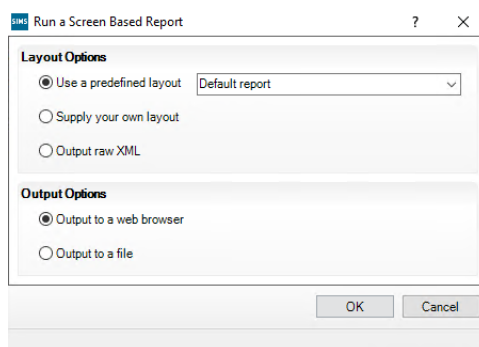 SIMS Run a Screen Based Report ? ×
Layout Options
Use a predefined layout Default report
Supply your own layout
Output raw XML
Output Options
Output to a web browser
Output to a file
OK Cancel